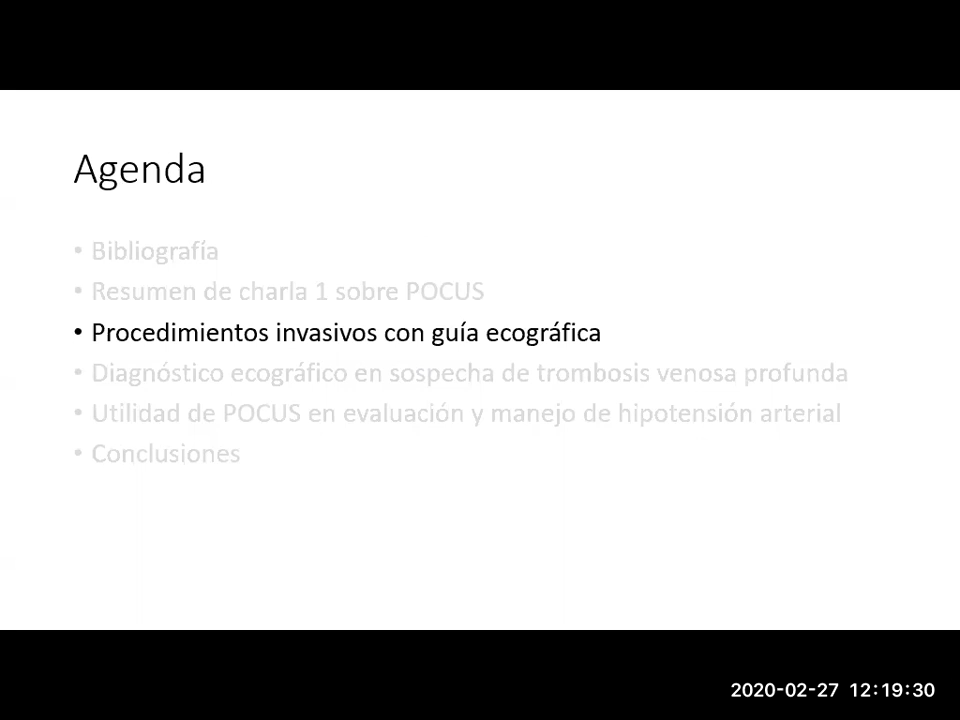 Agenda
• Bibliografía
• Resumen de charla 1 sobre POCUS
• Procedimientos invasivos con guía ecográfica
• Diagnóstico ecográfico en sospecha de trombosis venosa profunda
• Utilidad de POCUS en evaluación y manejo de hipotensión arterial
• Conclusiones
2020-02-27 12:19:30